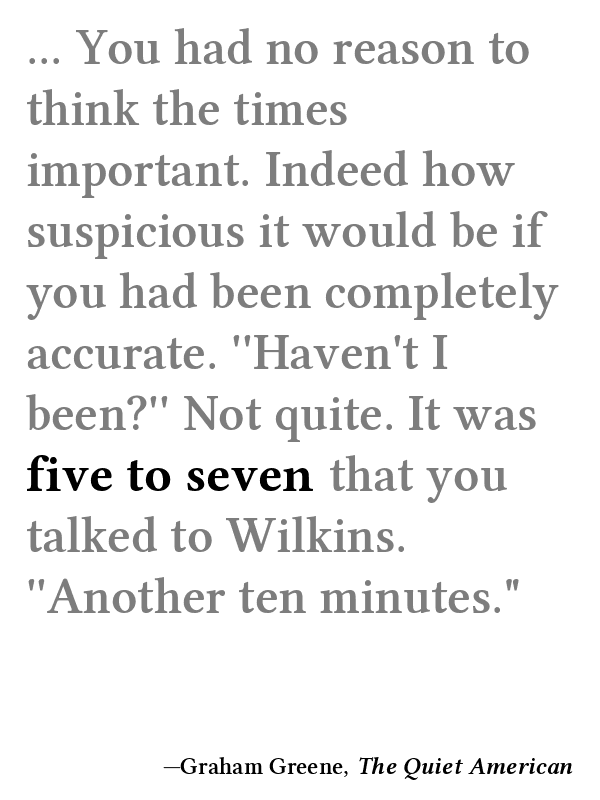 ... You had no reason to
think the times
important. Indeed how
suspicious it would be if
you had been completely
accurate. ''Haven't I
been?'' Not quite. It was
five to seven that you
talked to Wilkins.
''Another ten minutes."
—Graham Greene, The Quiet American